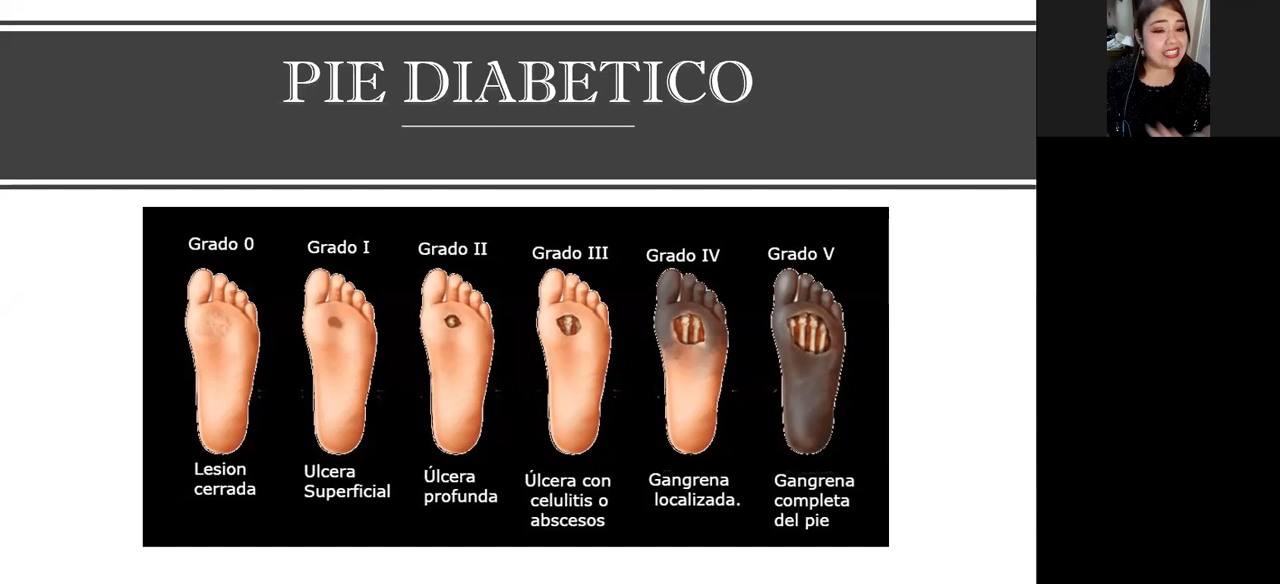 PIE DIABETICO
Grado 0
Grado I
Grado II
Grado III
Grado IV
Grado V
Lesion
cerrada
Ulcera
Superficial
Úlcera
profunda
Úlcera con
celulitis o
abscesos
Gangrena
localizada.
Gangrena
completa
del pie